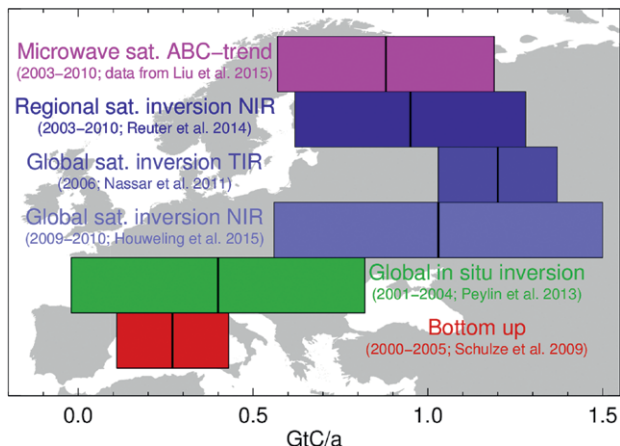 Microwave sat. ABC−trend
(2003−2010; data from Liu et al. 2015)
Regional sat. inversion NIR
(2003−2010; Reuter et al. 2014)
Global sat. inversion TIR
(2006; Nassar et al. 2011)
Global sat. inversion NIR
(2009−2010; Houweling et al. 2015)
Global in situ inversion
(2001−2004; Peylin et al. 2013)
Bottom up
(2000−2005; Schulze et al. 2009)
0.0 0.5 1.0 1.5
GtC/a